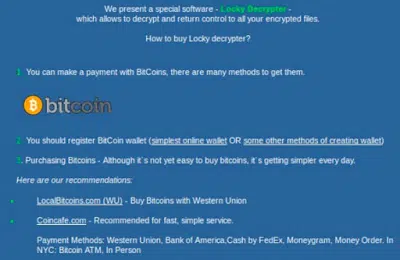 We present a special software - Locky Decrypter -
which allows to decrypt and return control to all your encrypted files.
How to buy Locky decrypter?
1. You can make a payment with BitCoins, there are many methods to get them.
bitcoin
2. You should register BitCoin wallet (simplest online wallet OR some other methods of creating wallet)
3. Purchasing Bitcoins - Although it`s not yet easy to buy bitcoins, it`s getting simpler every day.
Here are our recommendations:
• LocalBitcoins.com (WU) - Buy Bitcoins with Western Union
• Coincafe.com - Recommended for fast, simple service.
Payment Methods: Western Union, Bank of America,Cash by FedEx, Moneygram, Money Order. In
NYC: Bitcoin ATM, In Person